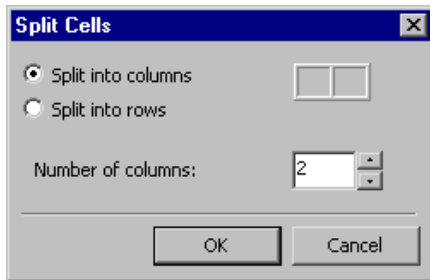 Split Cells
Split into columns
Split into rows
Number of columns: 2
OK Cancel